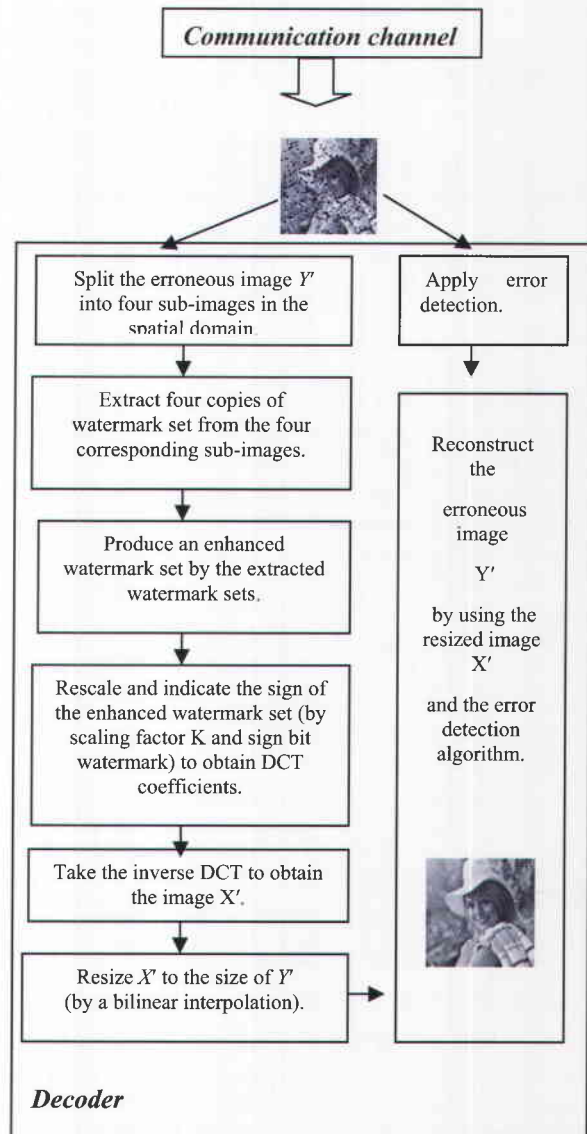 Communication channel
Split the erroneous image Y'
into four sub-images in the
spatial domain.
Extract four copies of
watermark set from the four
corresponding sub-images.
Produce an enhanced
watermark set by the extracted
watermark sets.
Rescale and indicate the sign of
the enhanced watermark set (by
scaling factor K and sign bit
watermark) to obtain DCT
coefficients.
Take the inverse DCT to obtain
the image X'.
Resize X' to the size of Y'
(by a bilinear interpolation).
Apply error
detection.
Reconstruct
the
erroneous
image
Y'
by using the
resized image
X'
and the error
detection
algorithm.
Decoder